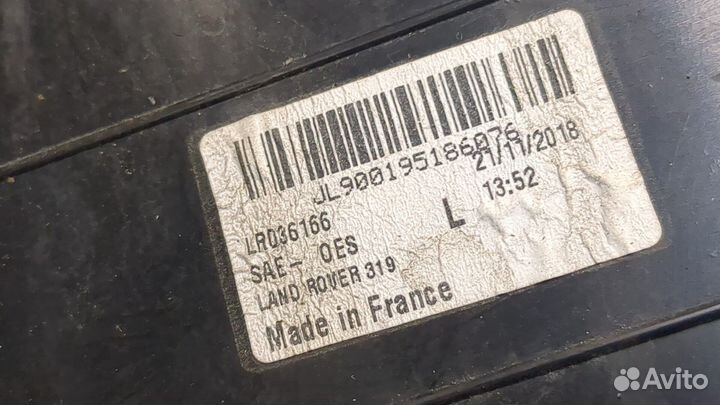 JL900195186076
21/11/2018
LR036166
L
13:52
SAE- OES
LAND ROVER 319
Made in France
Avito